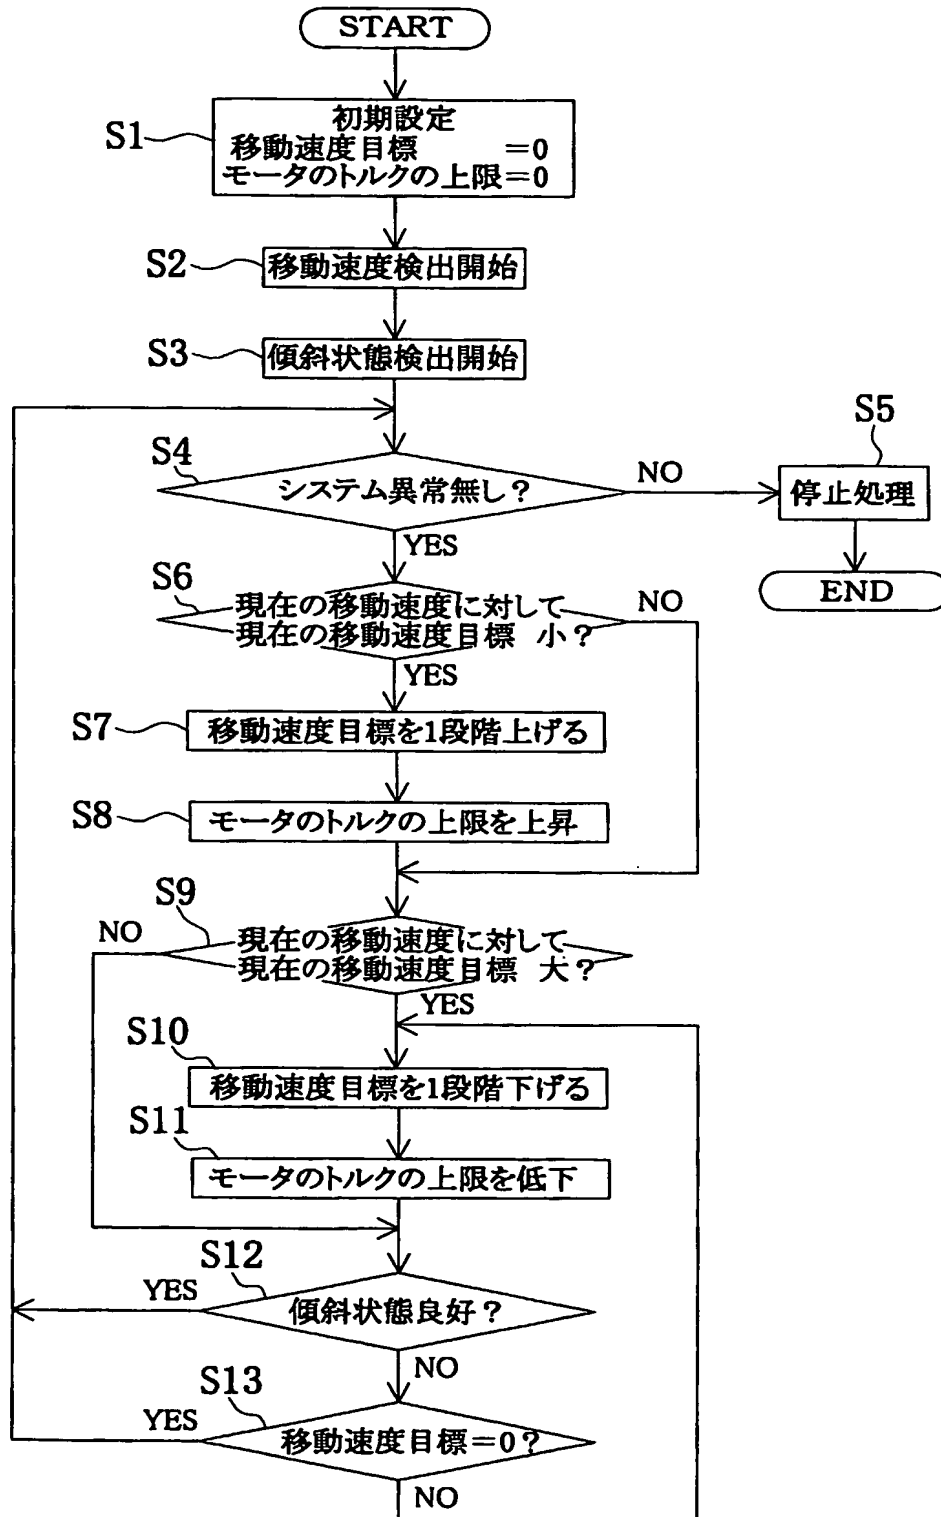 START
S1
初期設定
移動速度目標 =0
モータのトルクの上限=0
S2
移動速度検出開始
S3
傾斜状態検出開始
S4
システム異常無し？
NO
S5
停止処理
END
YES
S6
現在の移動速度に対して
現在の移動速度目標 小？
NO
YES
S7
移動速度目標を1段階上げる
S8
モータのトルクの上限を上昇
S9
NO
現在の移動速度に対して
現在の移動速度目標 大？
YES
S10
移動速度目標を1段階下げる
S11
モータのトルクの上限を低下
S12
YES
傾斜状態良好？
NO
S13
YES
移動速度目標=0？
NO